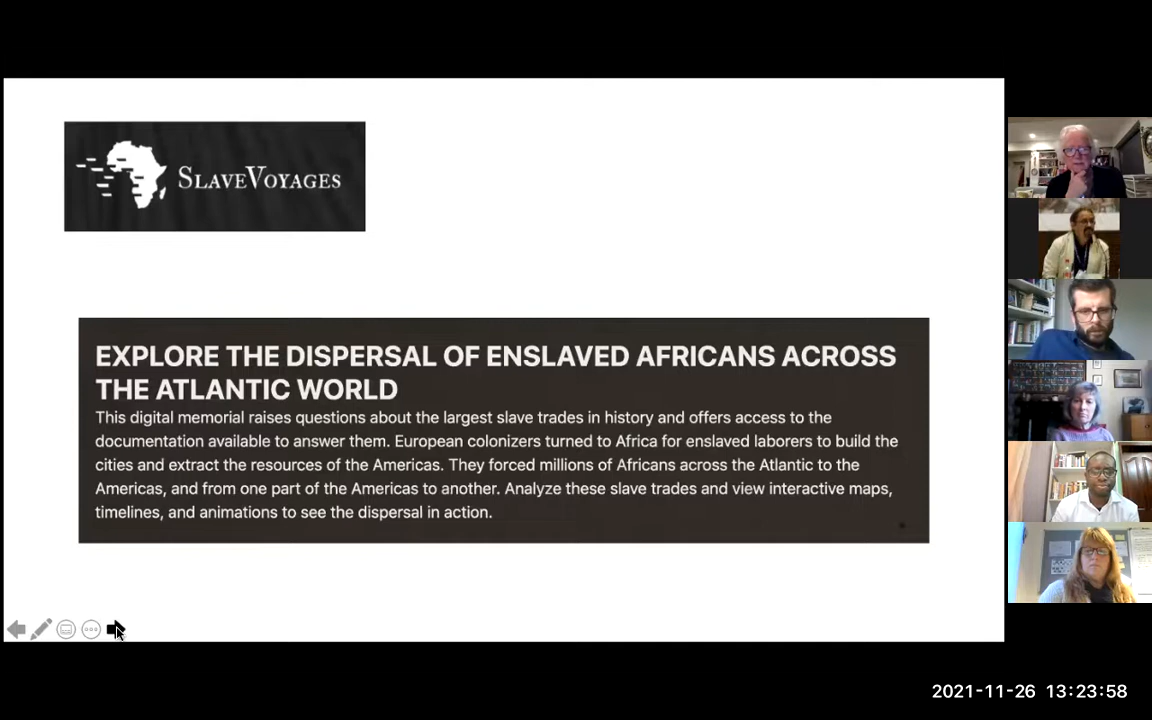 SLAVEVOYAGES
EXPLORE THE DISPERSAL OF ENSLAVED AFRICANS ACROSS
THE ATLANTIC WORLD
This digital memorial raises questions about the largest slave trades in history and offers access to the
documentation available to answer them. European colonizers turned to Africa for enslaved laborers to build the
cities and extract the resources of the Americas. They forced millions of Africans across the Atlantic to the
Americas, and from one part of the Americas to another. Analyze these slave trades and view interactive maps,
timelines, and animations to see the dispersal in action.
2021-11-26 13:23:58